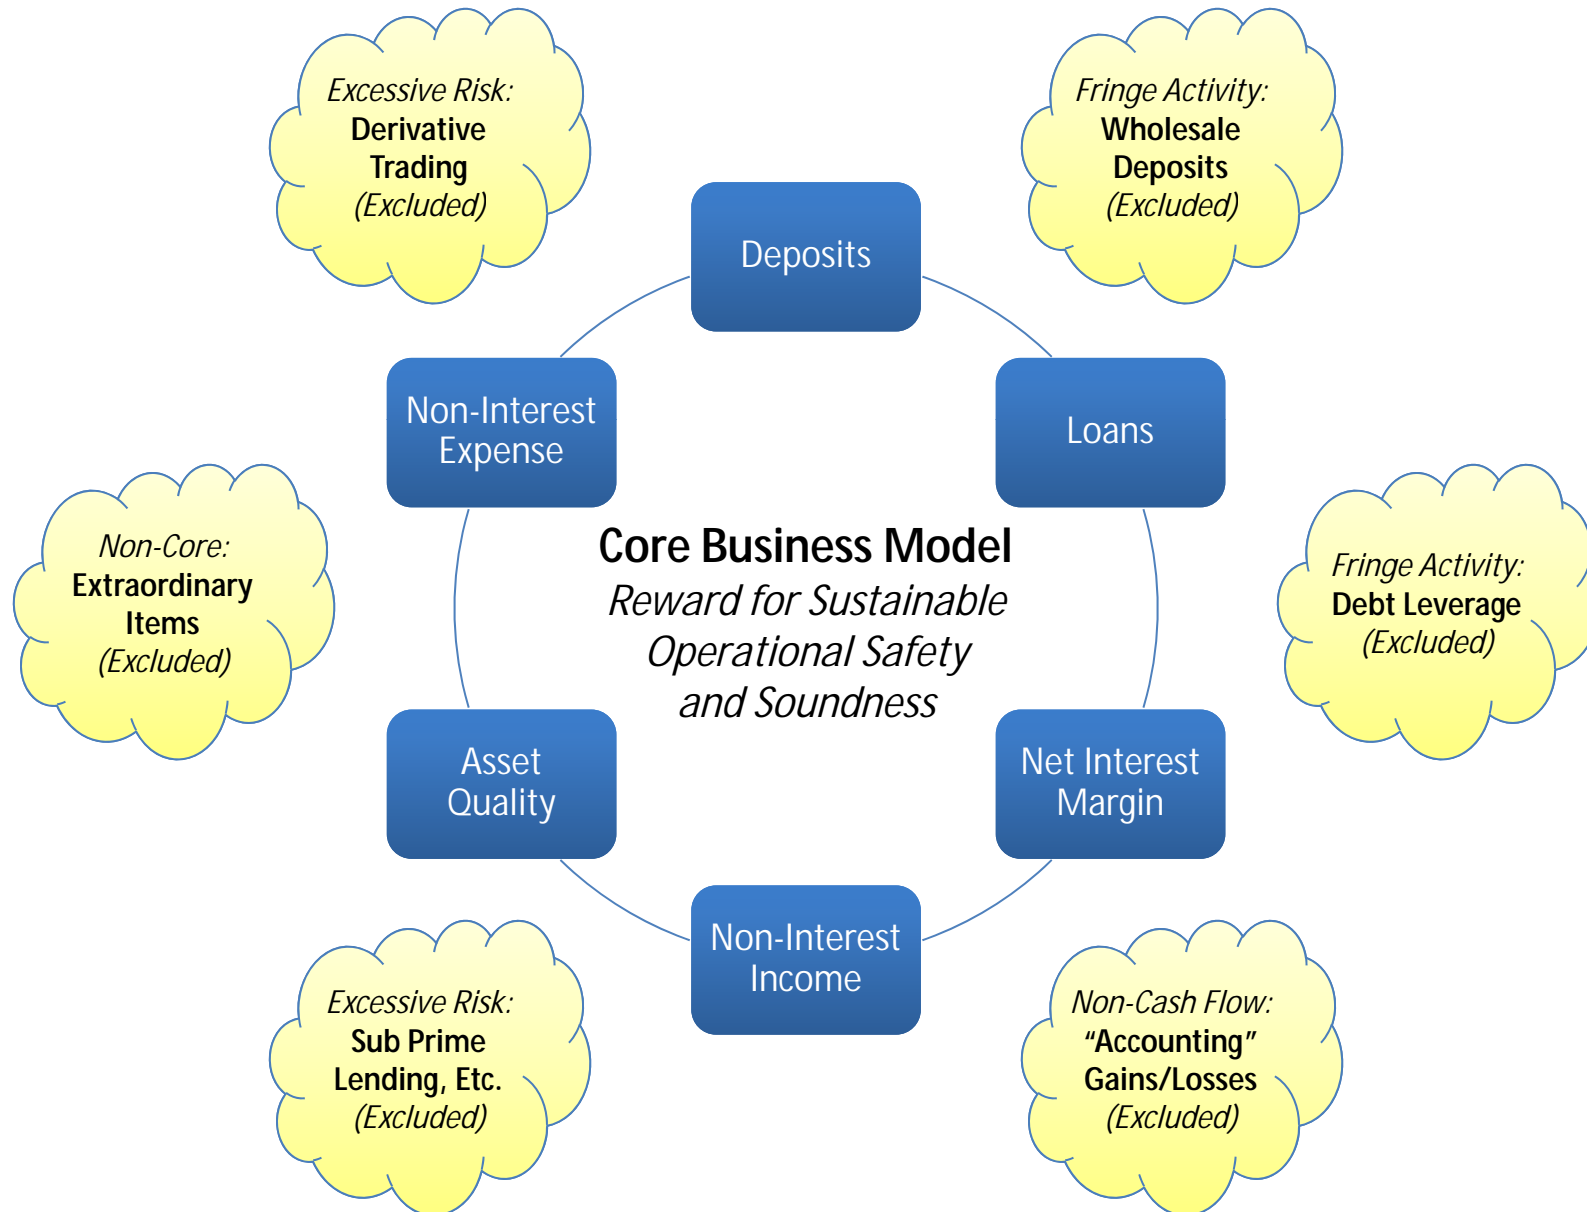 Excessive Risk:
Derivative
Trading
(Excluded)
Fringe Activity:
Wholesale
Deposits
(Excluded)
Deposits
Non-Interest
Expense
Loans
Non-Core:
Extraordinary
Items
(Excluded)
Core Business Model
Reward for Sustainable
Operational Safety
and Soundness
Fringe Activity:
Debt Leverage
(Excluded)
Asset
Quality
Net Interest
Margin
Non-Interest
Income
Excessive Risk:
Sub Prime
Lending, Etc.
(Excluded)
Non-Cash Flow:
“Accounting”
Gains/Losses
(Excluded)